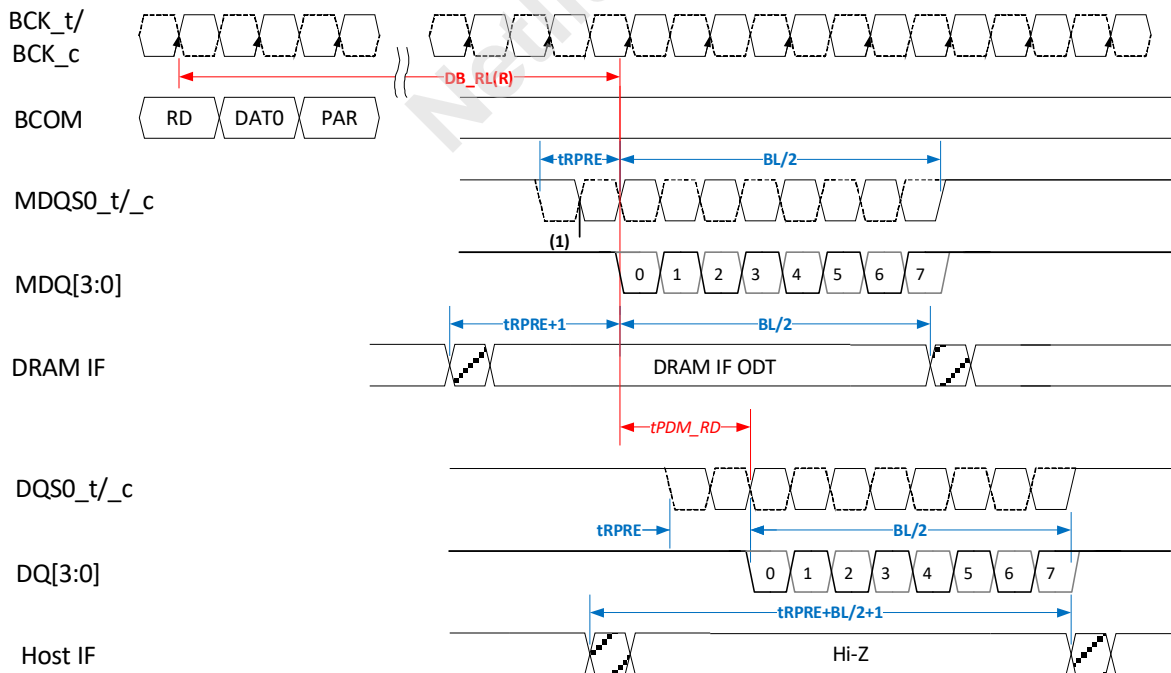 BCK_t/
BCK_c
DB_RL(R)
BCOM
RD
DAT0
PAR
tRPRE
BL/2
MDQS0_t/_c
(1)
MDQ[3:0]
0 1 2 3 4 5 6 7
tRPRE+1
BL/2
DRAM IF
DRAM IF ODT
tPDM_RD
DQS0_t/_c
tRPRE
BL/2
DQ[3:0]
0 1 2 3 4 5 6 7
tRPRE+BL/2+1
Host IF
Hi-Z